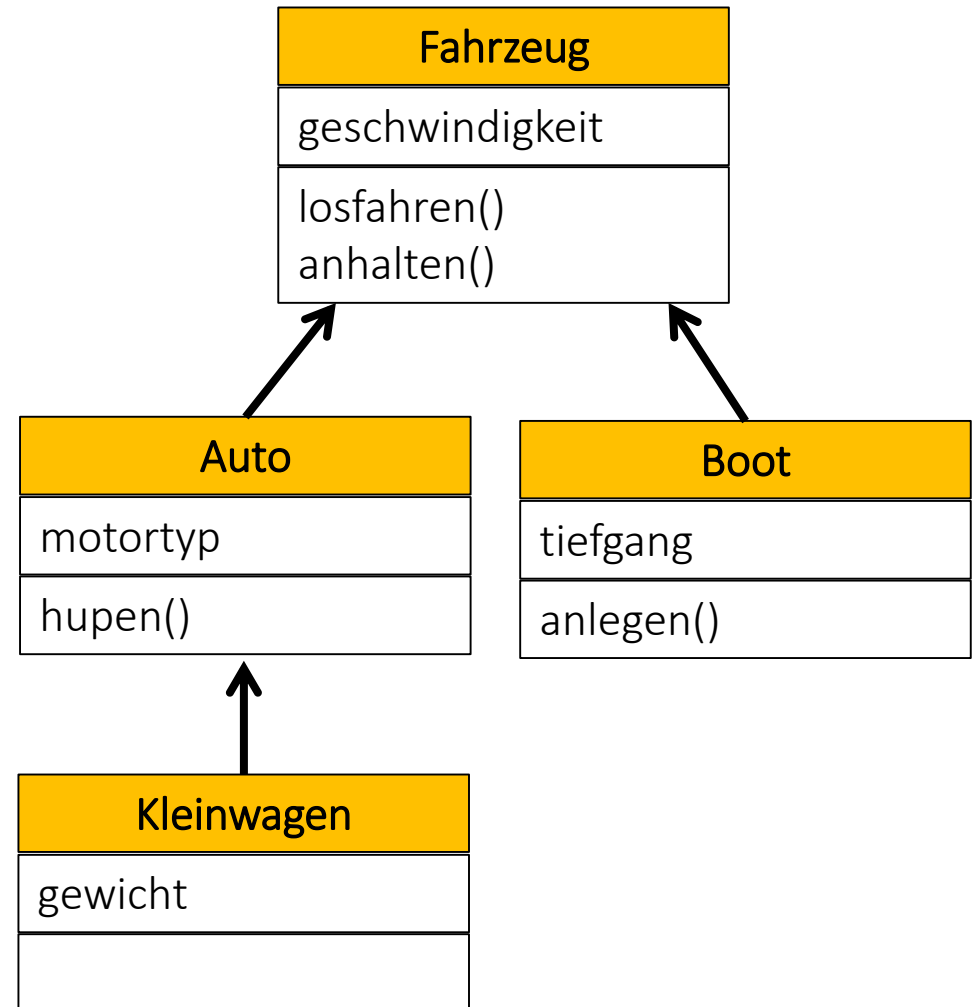 Fahrzeug
geschwindigkeit
losfahren()
anhalten()
Auto
motortyp
hupen()
Boot
tiefgang
anlegen()
Kleinwagen
gewicht